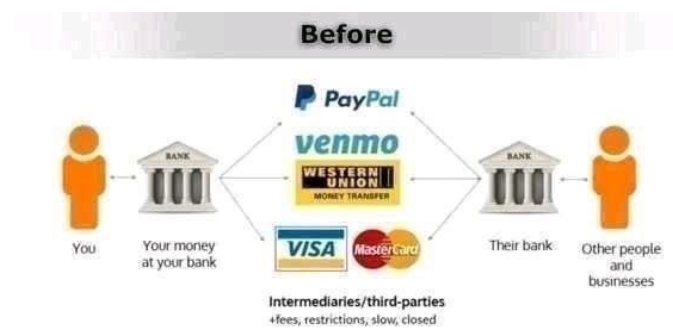 Before
PayPal
venmo
BANK
WESTERN
UNION
MONEY TRANSFER
BANK
VISA
MasterCard
You
Your money
at your bank
Their bank
Other people
and
businesses
Intermediaries/third-parties
+fees, restrictions, slow, closed